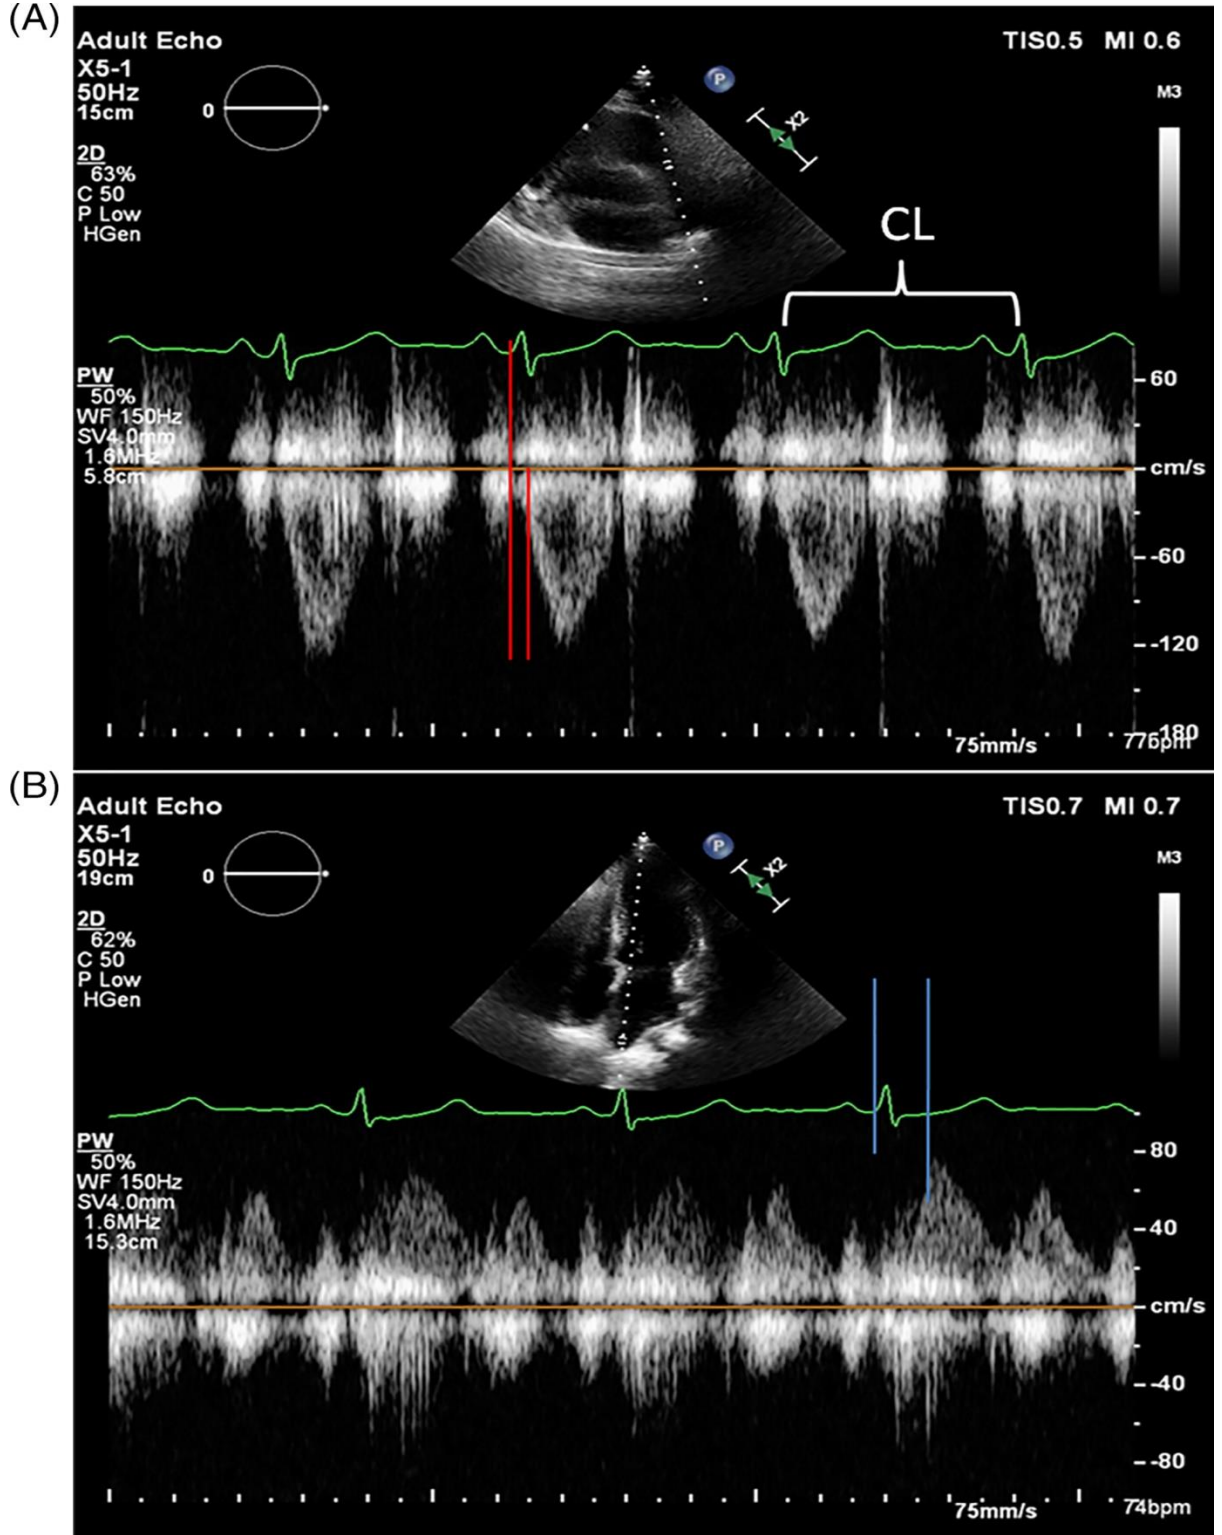 (A)
Adult Echo
TIS0.5 MI 0.6
X5-1
50Hz
15cm
0
P
X2
M3
2D
63%
C 50
P Low
HGen
CL
PW
50%
WF 150Hz
SV4.0mm
1.6MHz
5.8cm
60
cm/s
-60
-120
-180
75mm/s
77bpm
(B)
Adult Echo
TIS0.7 MI 0.7
X5-1
50Hz
19cm
0
P
X2
M3
2D
62%
C 50
P Low
HGen
PW
50%
WF 150Hz
SV4.0mm
1.6MHz
15.3cm
80
40
cm/s
-40
-80
75mm/s
74bpm